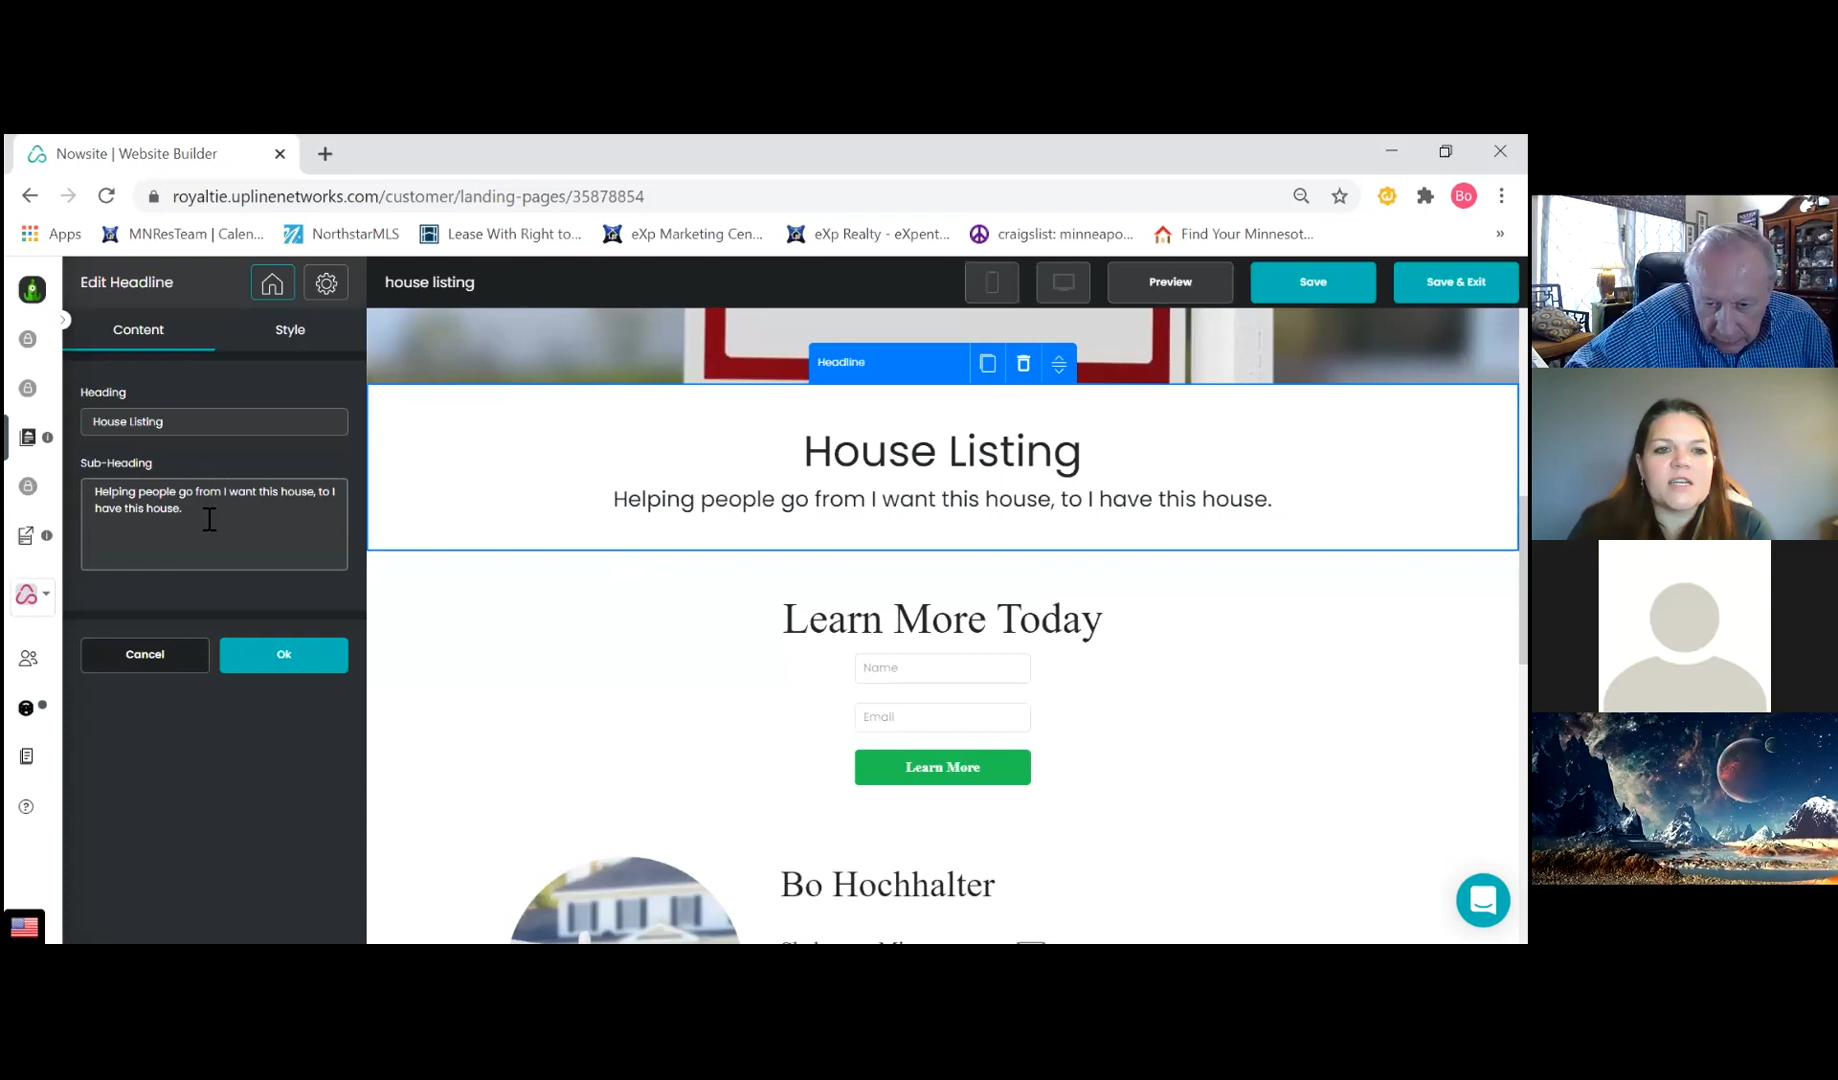 Nowsite | Website Builder
royaltie.uplinenetworks.com/customer/landing-pages/35878854
Bo
Apps
MNResTeam | Calen...
NorthstarMLS
Lease With Right to...
eXp Marketing Cen...
eXp Realty - eXpent...
craigslist: minneapo...
Find Your Minnesot...
»
Edit Headline
house listing
Preview
Save
Save & Exit
Content
Style
Headline
Heading
House Listing
Sub-Heading
Helping people go from I want this house, to I
have this house.
Cancel
Ok
House Listing
Helping people go from I want this house, to I have this house.
Learn More Today
Name
Email
Learn More
Bo Hochhalter